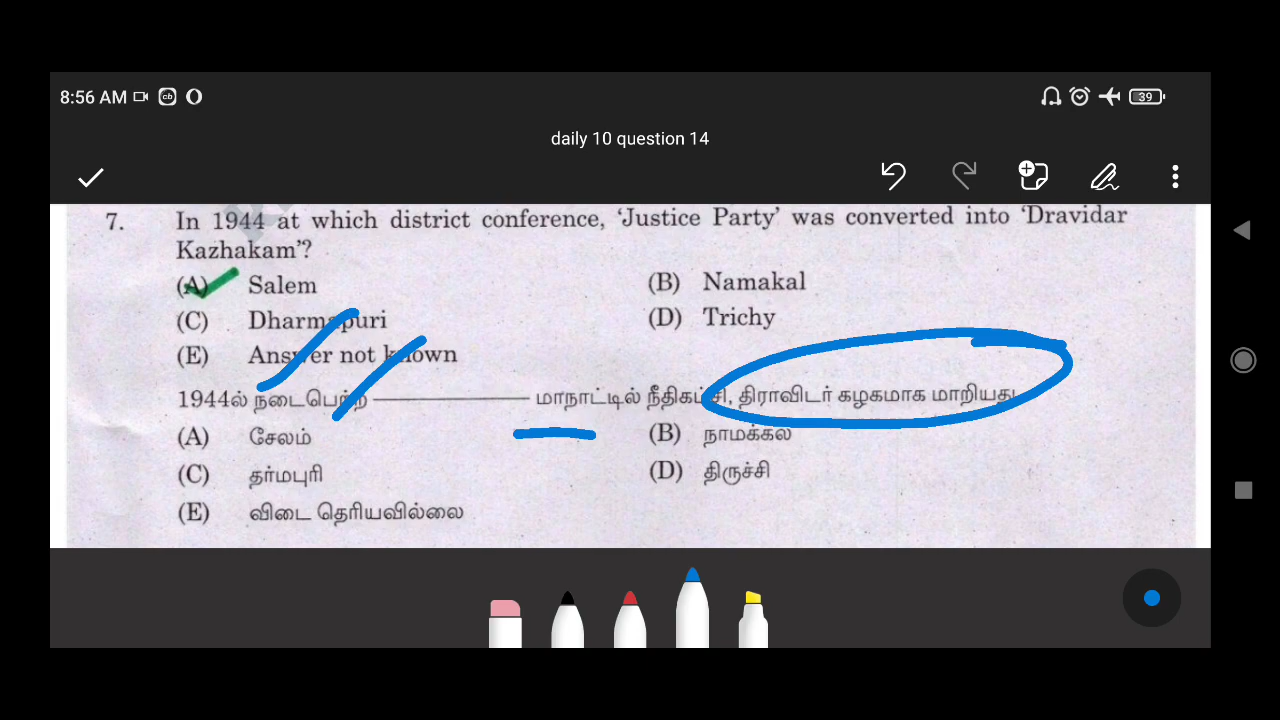 8:56 AM
39
daily 10 question 14
7. In 1944 at which district conference, ‘Justice Party’ was converted into ‘Dravidar
Kazhakam’?
(A) Salem (B) Namakal
(C) Dharmapuri (D) Trichy
(E) Answer not known
1944ல் நடைபெற்ற ———— மாநாட்டில் நீதிகட்சி, திராவிடர் கழகமாக மாறியது
(A) சேலம் (B) நாமக்கல்
(C) தர்மபுரி (D) திருச்சி
(E) விடை தெரியவில்லை